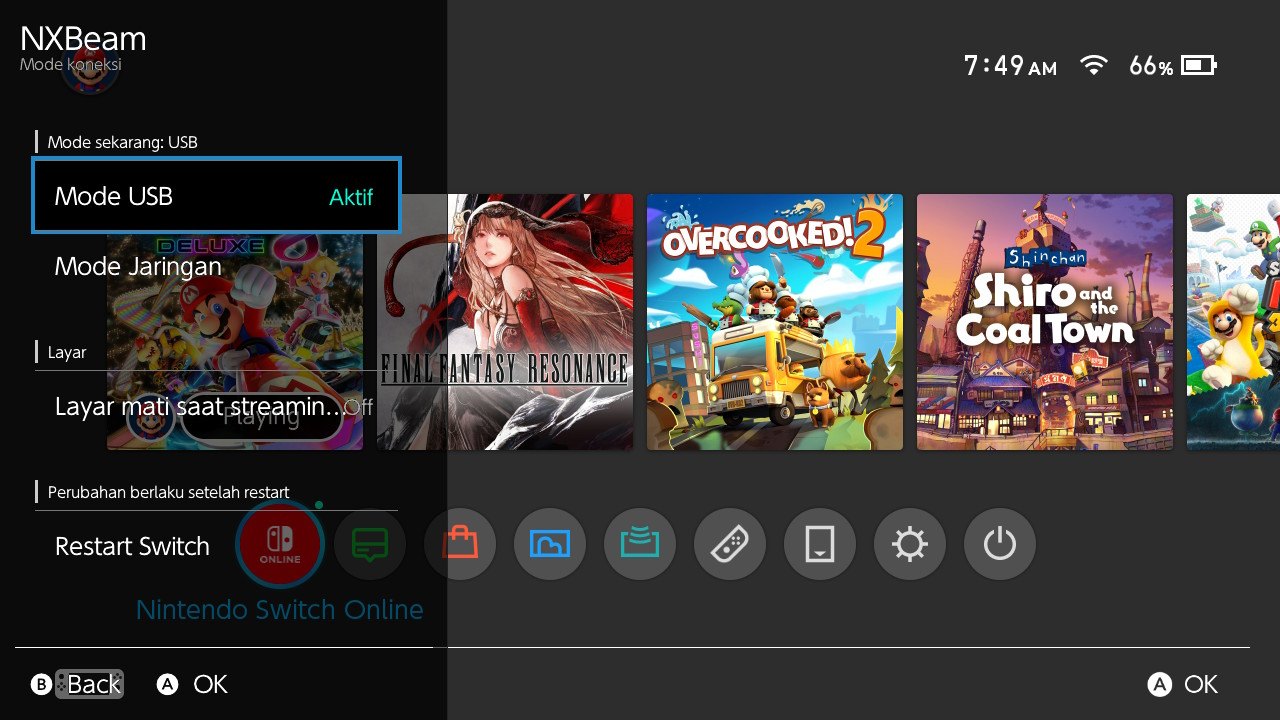 NXBeam
Mode koneksi
7:49 AM
66%
Mode sekarang: USB
Mode USB
Aktif
Mode Jaringan
Layar
Layar mati saat streamin...
Off
Playing
Perubahan berlaku setelah restart
Restart Switch
DELUXE 8
FINAL FANTASY RESONANCE
OVERCOOKED! 2
Shinchan
Shiro and the
Coal Town
ONLINE
Nintendo Switch Online
B Back
A OK
A OK